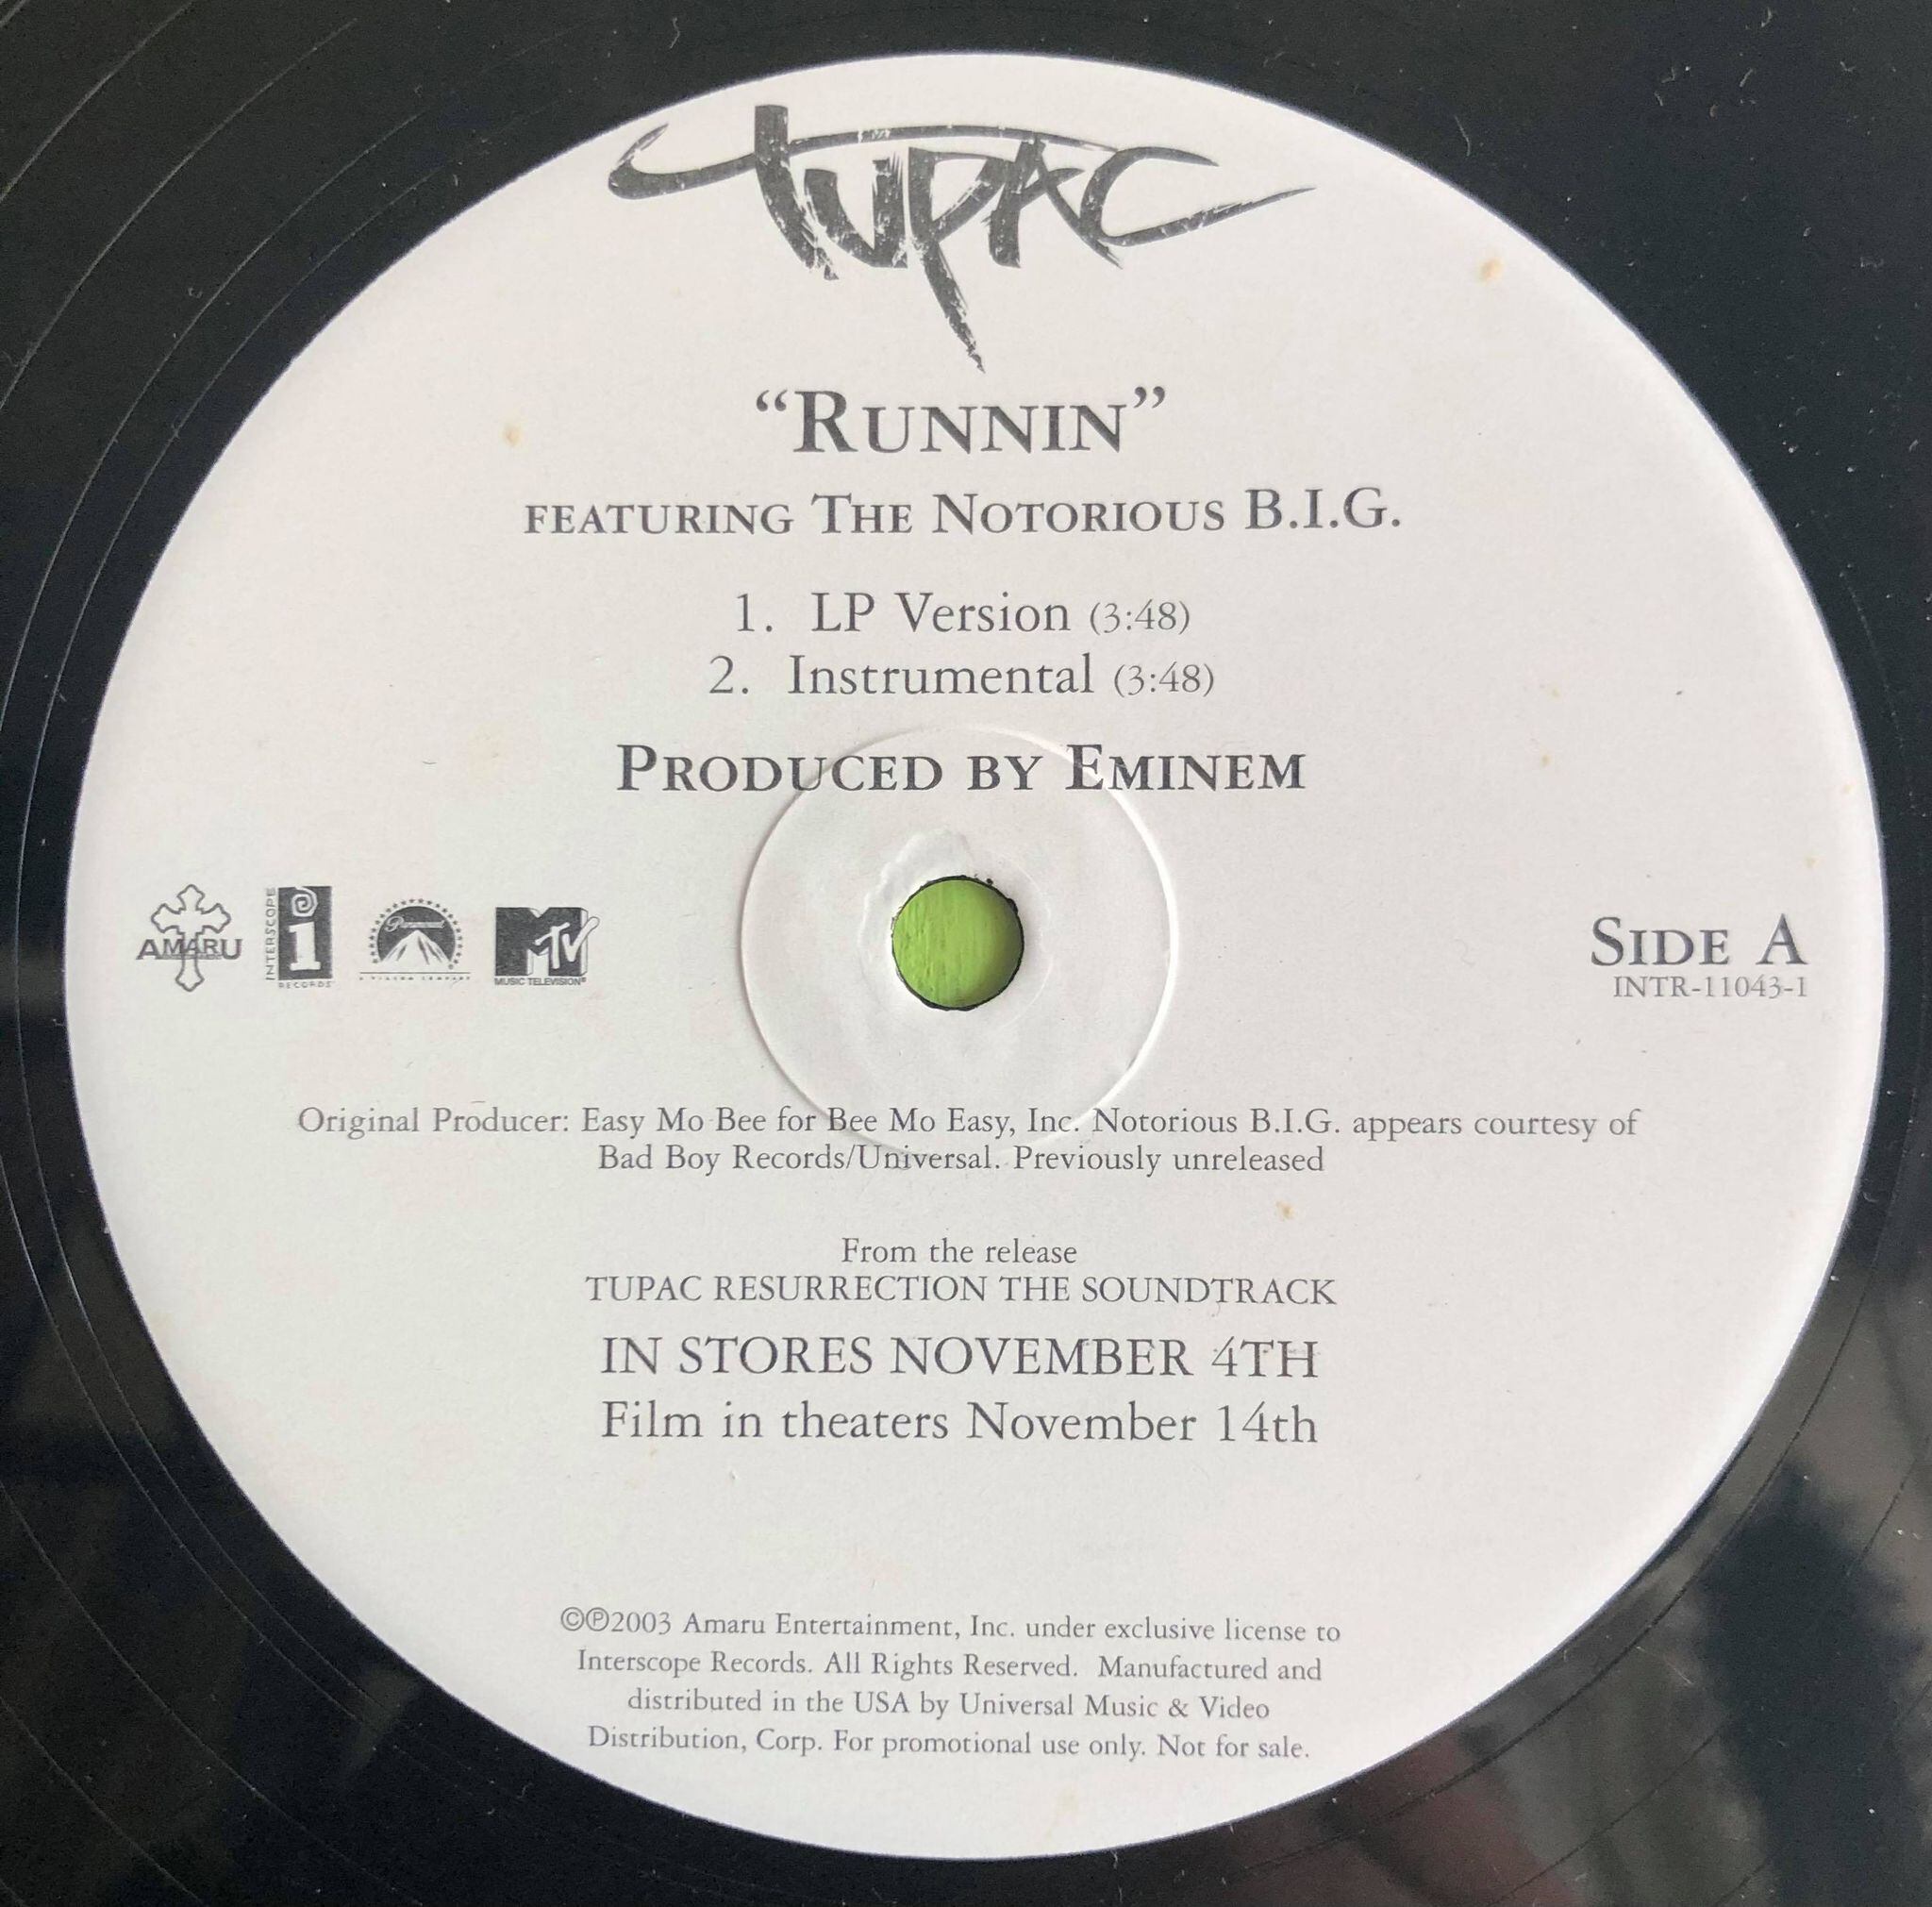 TUPAC
“RUNNIN”
FEATURING THE NOTORIOUS B.I.G.
1. LP Version (3:48)
2. Instrumental (3:48)
PRODUCED BY EMINEM
AMARU
INTERSCOPE
i
RECORDS
Paramount
A VIACOM COMPANY
MTV
MUSIC TELEVISION®
SIDE A
INTR-11043-1
Original Producer: Easy Mo Bee for Bee Mo Easy, Inc. Notorious B.I.G. appears courtesy of
Bad Boy Records/Universal. Previously unreleased
From the release
TUPAC RESURRECTION THE SOUNDTRACK
IN STORES NOVEMBER 4TH
Film in theaters November 14th
©℗2003 Amaru Entertainment, Inc. under exclusive license to
Interscope Records. All Rights Reserved. Manufactured and
distributed in the USA by Universal Music & Video
Distribution, Corp. For promotional use only. Not for sale.